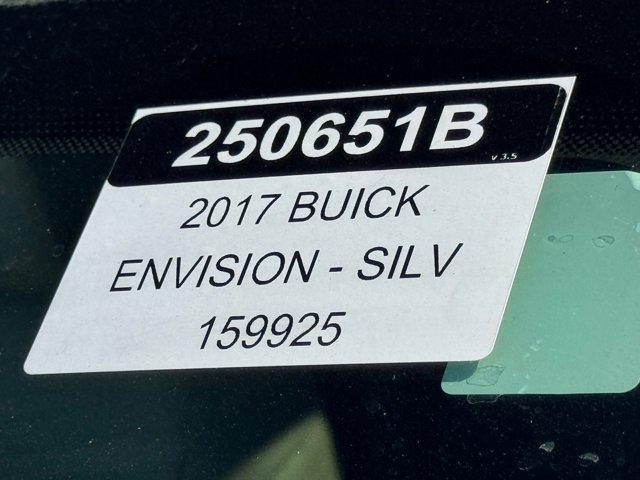 250651B
v 3.5
2017 BUICK
ENVISION - SILV
159925